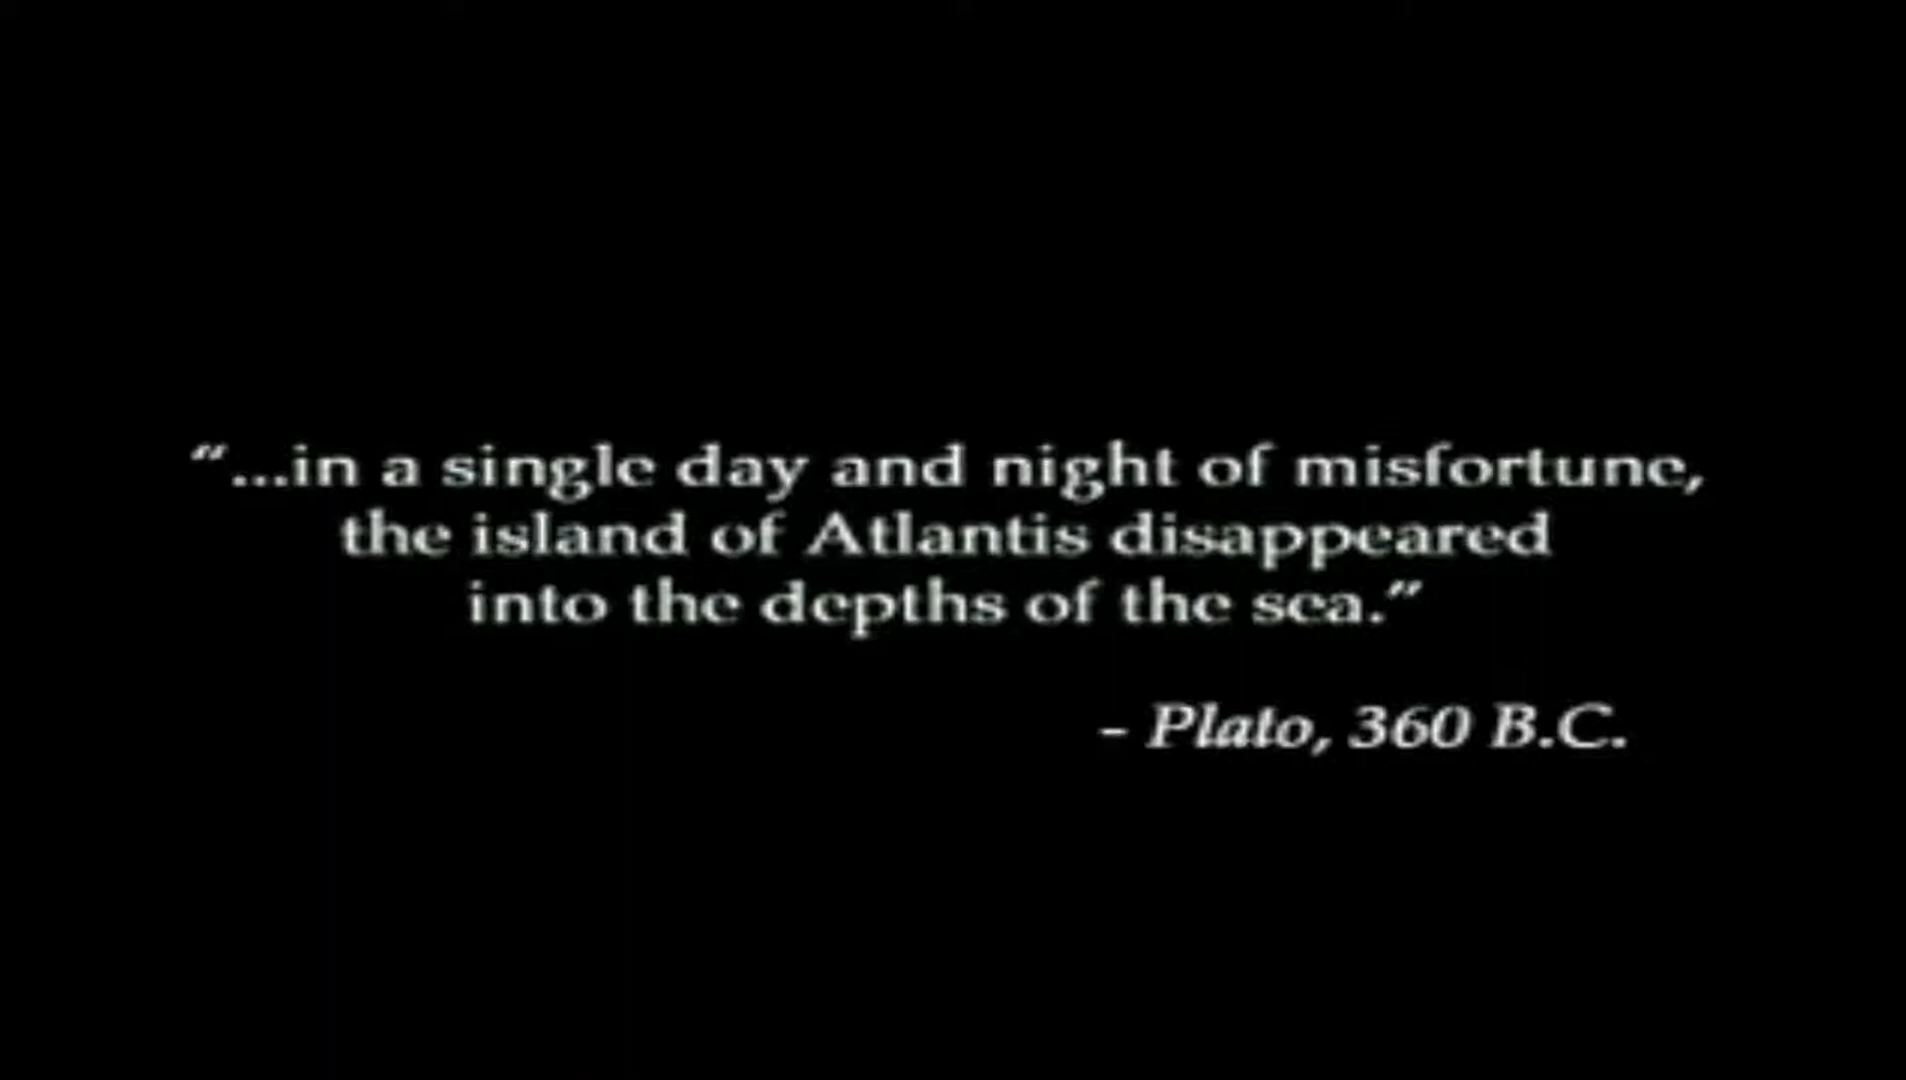 “...in a single day and night of misfortune,
the island of Atlantis disappeared
into the depths of the sea.”
- Plato, 360 B.C.